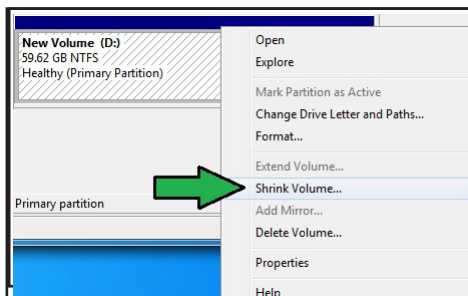 New Volume (D:)
59.62 GB NTFS
Healthy (Primary Partition)
Primary partition
Open
Explore
Mark Partition as Active
Change Drive Letter and Paths...
Format...
Extend Volume...
Shrink Volume...
Add Mirror...
Delete Volume...
Properties
Help